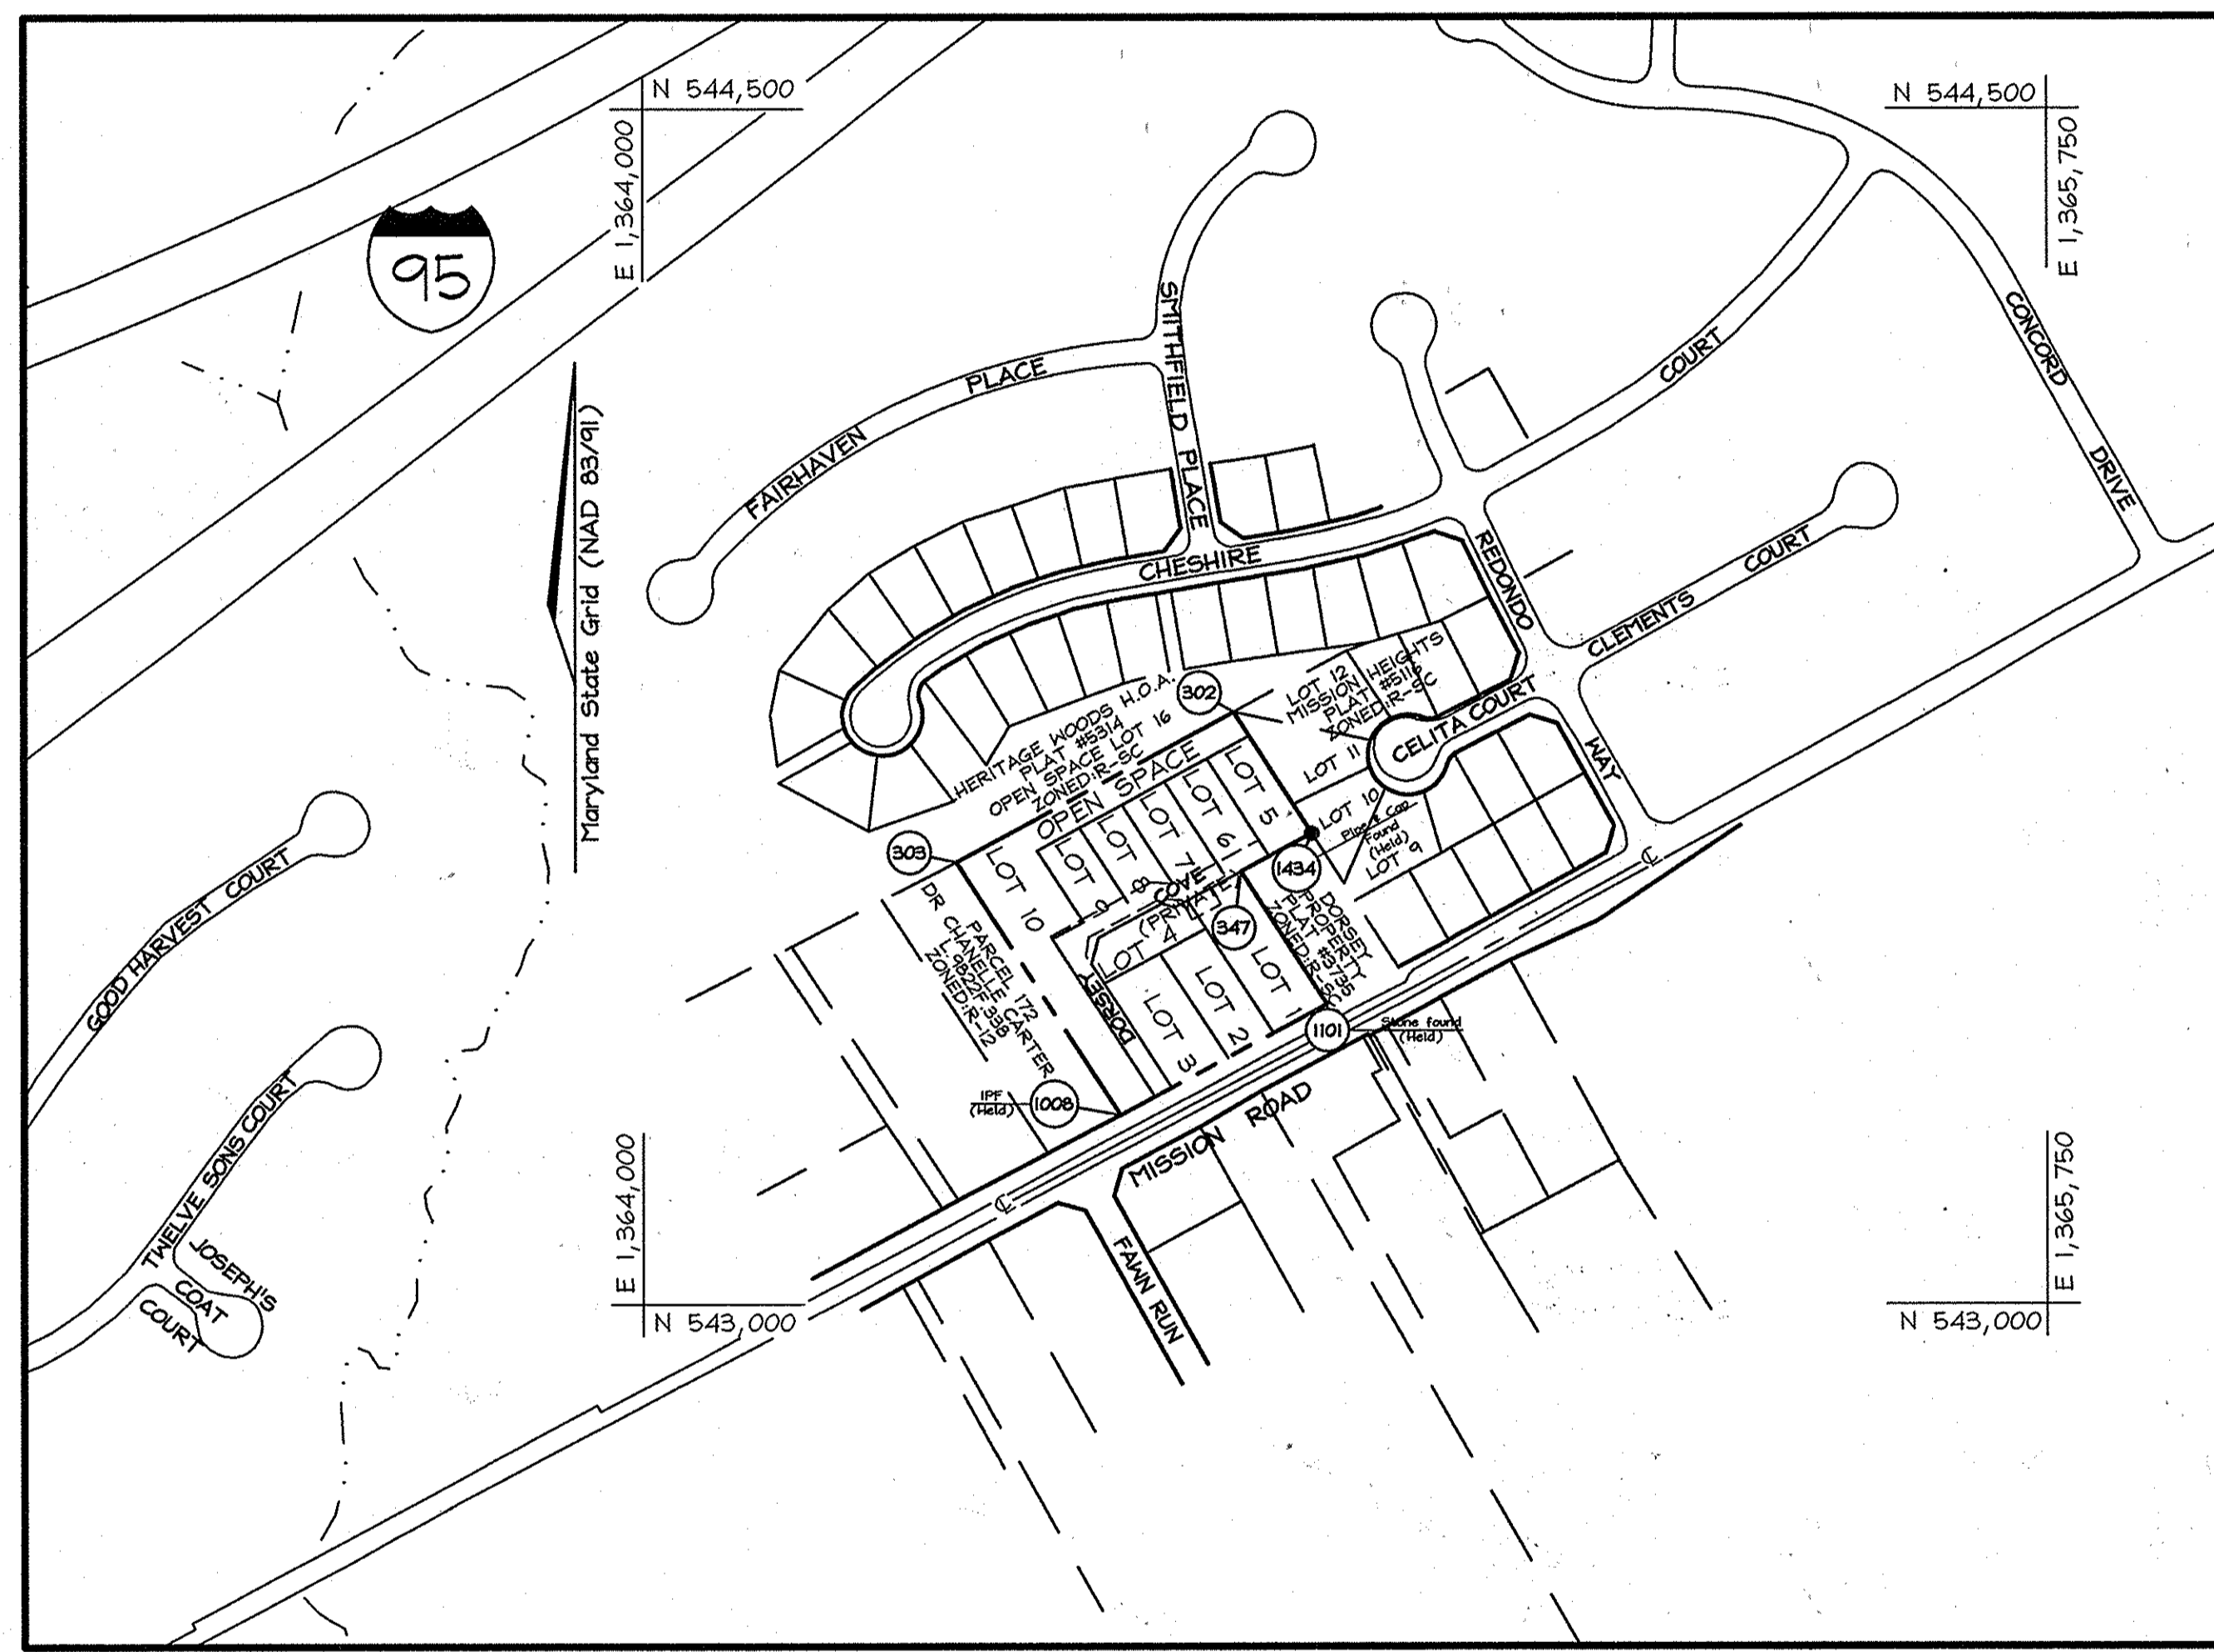 N 544,500
E 1,364,000
N 544,500
E 1,365,750
95
Maryland State Grid (NAD 83/91)
SMITHFIELD PLACE
FAIRHAVEN PLACE
COURT
CONCORD DRIVE
CHESHIRE
REDONDO WAY
CLEMENTS COURT
CELITA COURT
HERITAGE WOODS H.O.A.
PLAT #5314
OPEN SPACE LOT 16
ZONED:R-SC
302
LOT 12
MISSION HEIGHTS
ZONED:R-SC
LOT 11
LOT 10
Pipe & Cap
Found
(Held)
LOT 9
OPEN SPACE
LOT 5
LOT 6
LOT 7
LOT 8
LOT 9
LOT 10
303
1434
347
DORSEY COVE
(PRIVATE)
LOT 4
LOT 3
LOT 2
LOT 1
DORSEY
PROPERTY
PLAT #3735
ZONED:R-SC
PARCEL 172
DR CHANELLE CARTER
L.9822F.338
ZONED:R-12
1101
Stone found
(Held)
IPF
(Held)
1008
MISSION ROAD
FAWN RUN
GOOD HARVEST COURT
TWELVE SONS COURT
JOSEPH'S
COAT
COURT
E 1,364,000
N 543,000
E 1,365,750
N 543,000